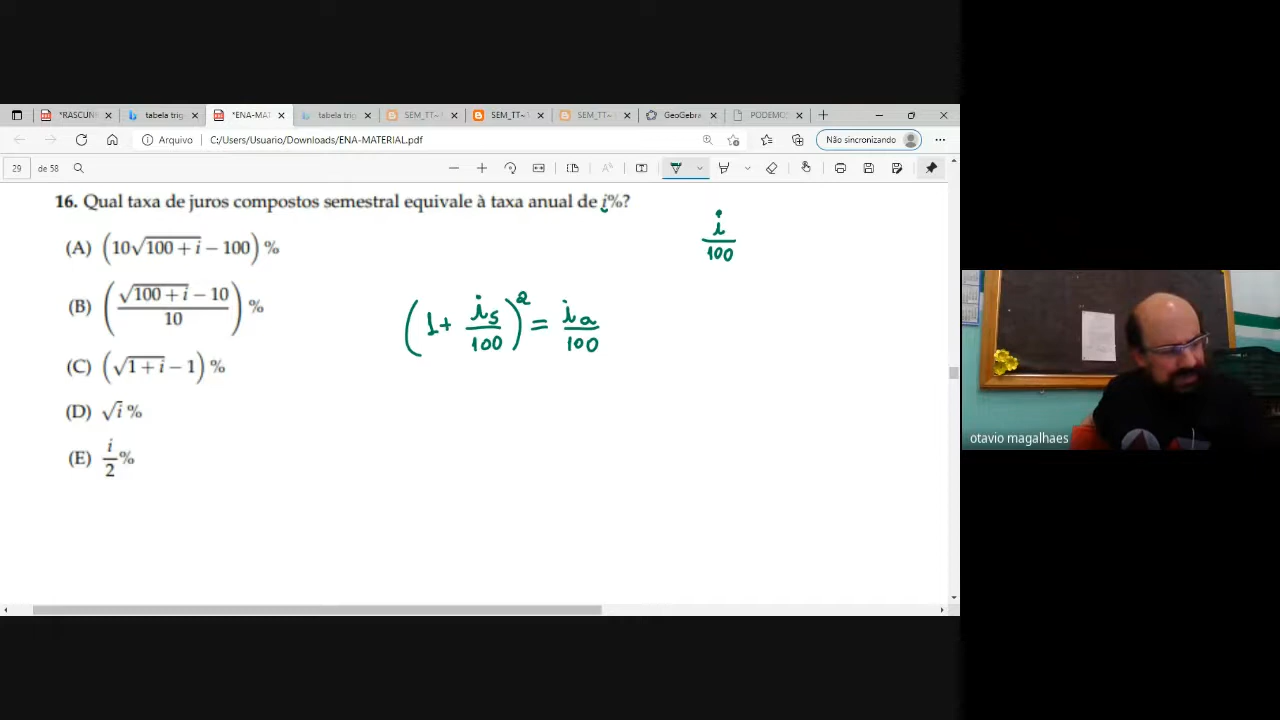 *RASCUN
tabela trig
*ENA-MAT
tabela trig
SEM_TT~
SEM_TT~
SEM_TT~
GeoGebra
PODEMO
Arquivo | C:/Users/Usuario/Downloads/ENA-MATERIAL.pdf
Não sincronizando
29 de 58
16. Qual taxa de juros compostos semestral equivale à taxa anual de i%?
(A) (10√(100 + i) − 100) %
(B) ((√(100 + i) − 10)/10) %
(C) (√(1 + i) − 1) %
(D) √i %
(E) i/2 %
i/100
(1 + i_s/100)² = i_a/100
otavio magalhaes